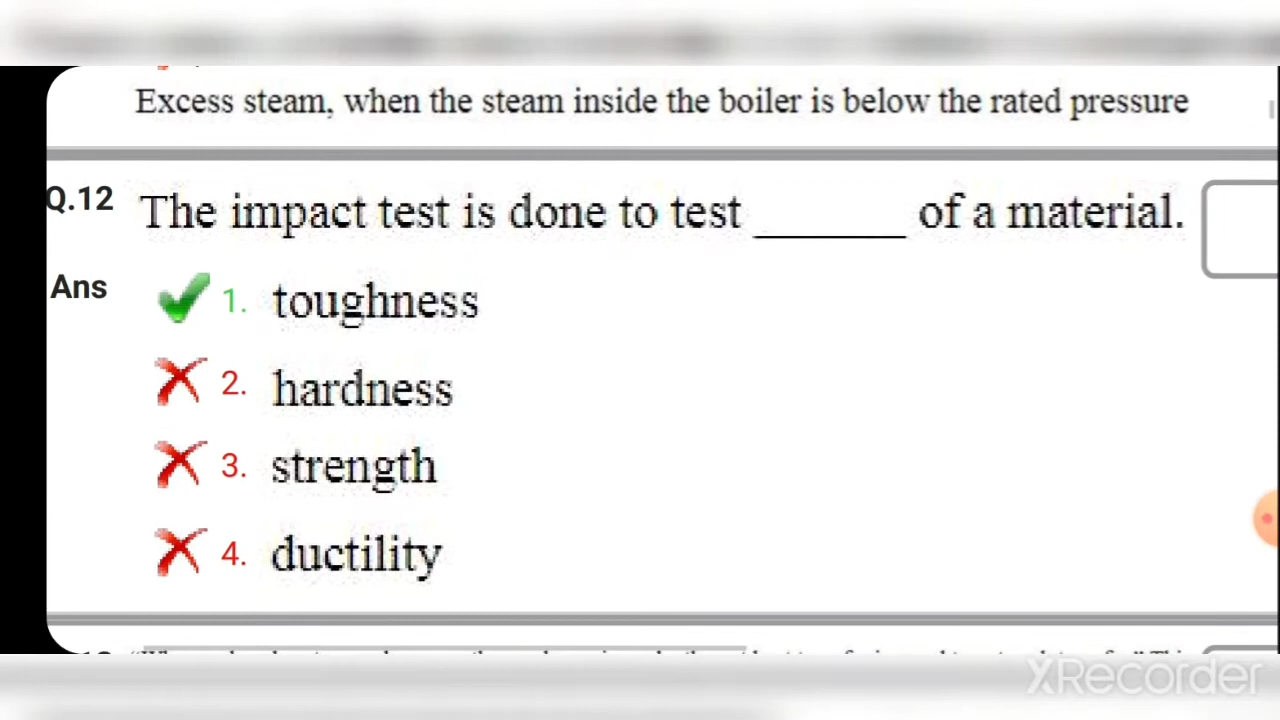 Excess steam, when the steam inside the boiler is below the rated pressure
Q.12 The impact test is done to test ______ of a material.
Ans 1. toughness
2. hardness
3. strength
4. ductility
XRecorder